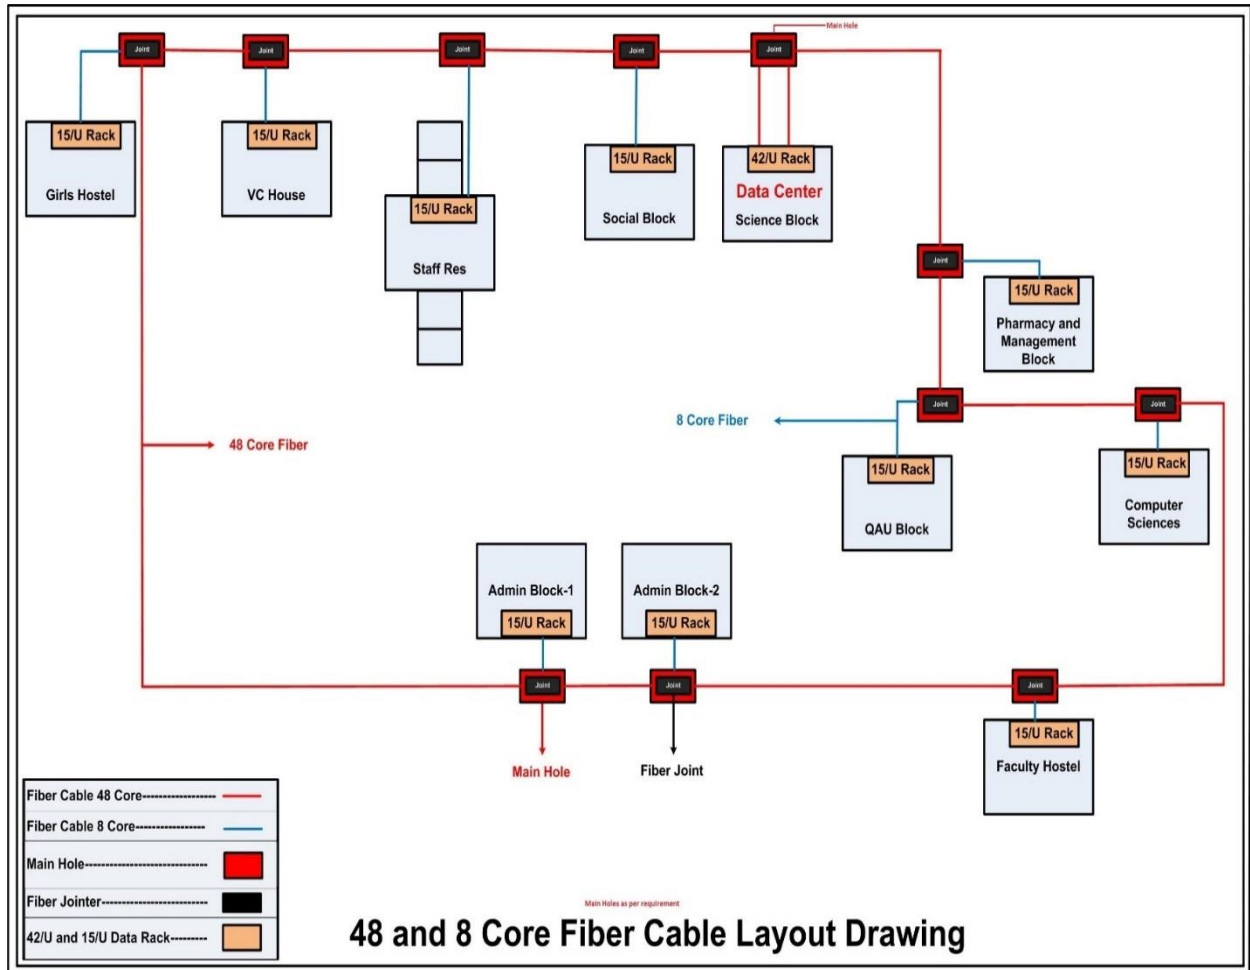 Main Hole
Joint
Joint
Joint
Joint
Joint
15/U Rack
Girls Hostel
15/U Rack
VC House
15/U Rack
Staff Res
15/U Rack
Social Block
42/U Rack
Data Center
Science Block
Joint
15/U Rack
Pharmacy and
Management
Block
Joint
Joint
8 Core Fiber
48 Core Fiber
15/U Rack
QAU Block
15/U Rack
Computer
Sciences
Admin Block-1
15/U Rack
Admin Block-2
15/U Rack
Joint
Joint
Joint
Main Hole
Fiber Joint
15/U Rack
Faculty Hostel
Fiber Cable 48 Core------------------
Fiber Cable 8 Core-----------------
Main Hole------------------------------
Fiber Jointer--------------------------
42/U and 15/U Data Rack---------
Main Holes as per requirement
48 and 8 Core Fiber Cable Layout Drawing